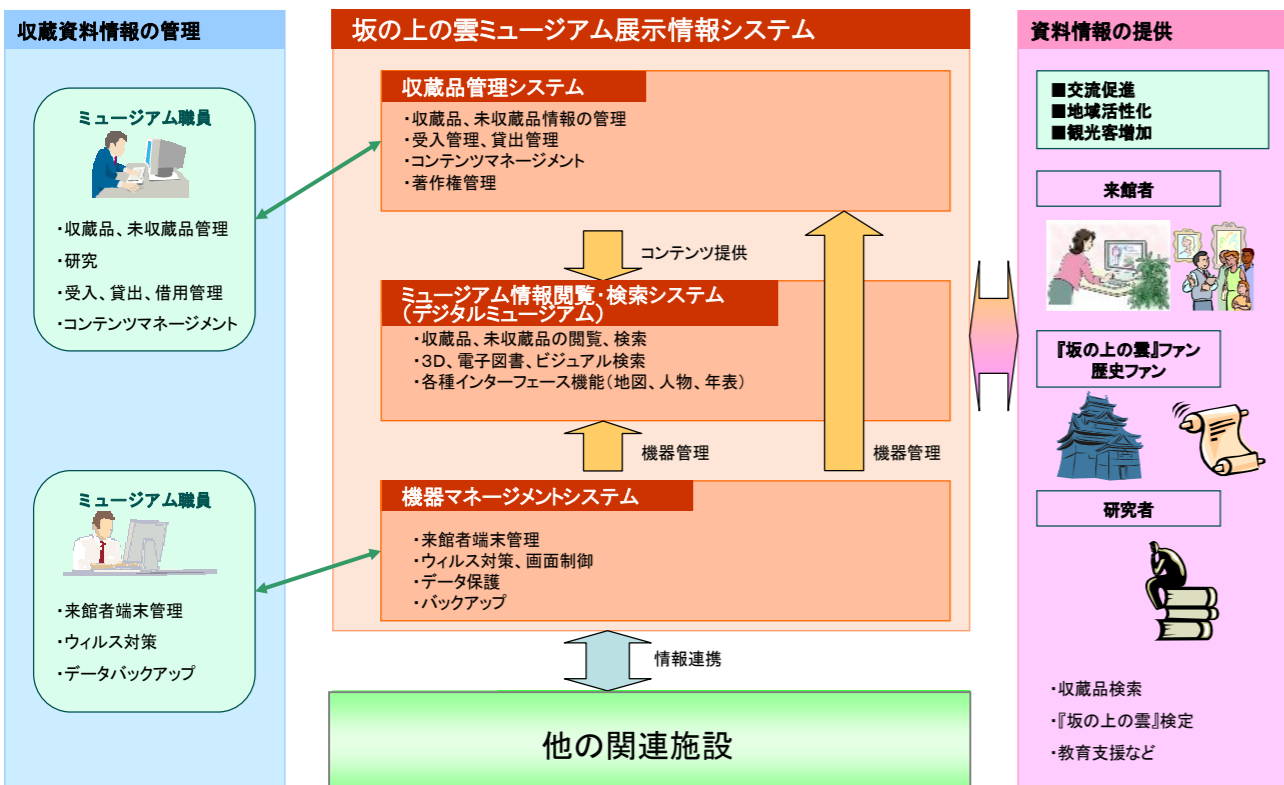 収蔵資料情報の管理
ミュージアム職員
・収蔵品、未収蔵品管理
・研究
・受入、貸出、借用管理
・コンテンツマネージメント
ミュージアム職員
・来館者端末管理
・ウィルス対策
・データバックアップ
坂の上の雲ミュージアム展示情報システム
収蔵品管理システム
・収蔵品、未収蔵品情報の管理
・受入管理、貸出管理
・コンテンツマネージメント
・著作権管理
コンテンツ提供
ミュージアム情報閲覧・検索システム
（デジタルミュージアム）
・収蔵品、未収蔵品の閲覧、検索
・3D、電子図書、ビジュアル検索
・各種インターフェース機能（地図、人物、年表）
機器管理
機器管理
機器マネージメントシステム
・来館者端末管理
・ウィルス対策、画面制御
・データ保護
・バックアップ
情報連携
他の関連施設
資料情報の提供
■交流促進
■地域活性化
■観光客増加
来館者
『坂の上の雲』ファン
歴史ファン
研究者
・収蔵品検索
・『坂の上の雲』検定
・教育支援など